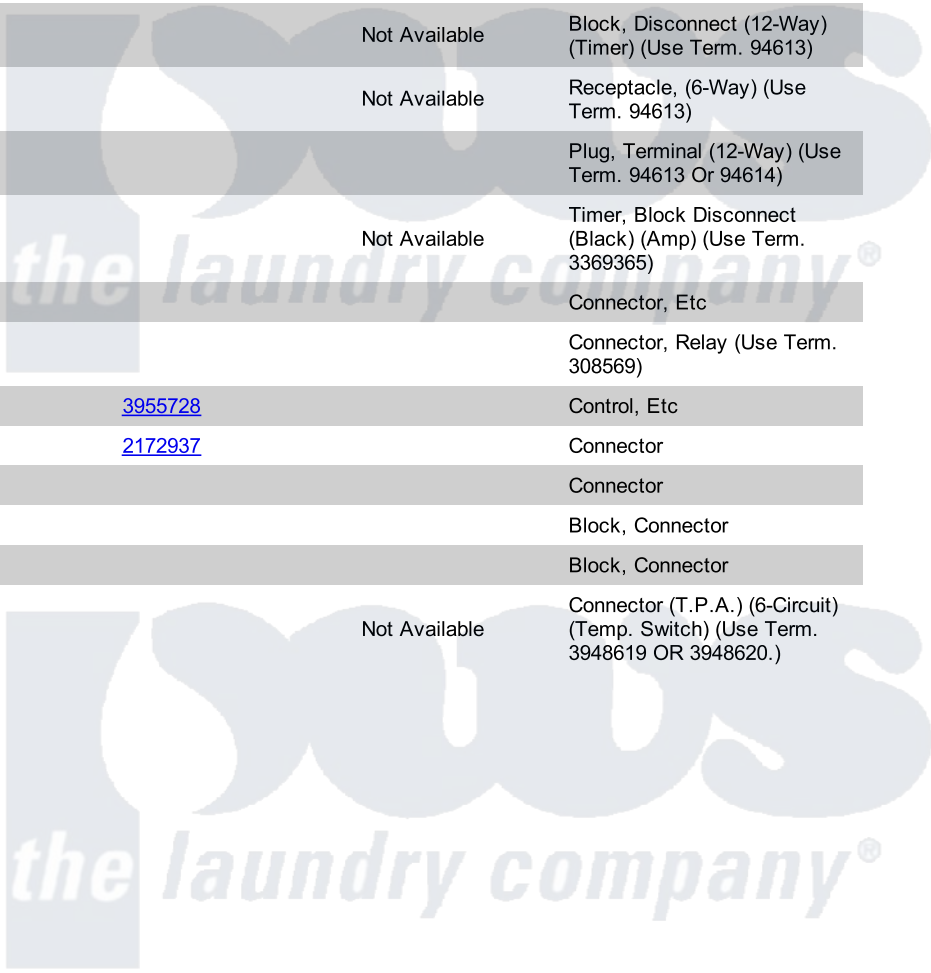 Block, Disconnect (12-Way)
Not Available
(Timer) (Use Term. 94613)
Receptacle, (6-Way) (Use
Not Available
Term. 94613)
Plug, Terminal (12-Way) (Use
Term. 94613 Or 94614)
Timer, Block Disconnect
Not Available
(Black) (Amp) (Use Term.
3369365)
the laundry company®
Connector, Etc
Connector, Relay (Use Term.
308569)
3955728 Control, Etc
2172937 Connector
Connector
Block, Connector
Block, Connector
Connector (T.P.A.) (6-Circuit)
Not Available
(Temp. Switch) (Use Term.
3948619 OR 3948620.)
pws
the laundry company®